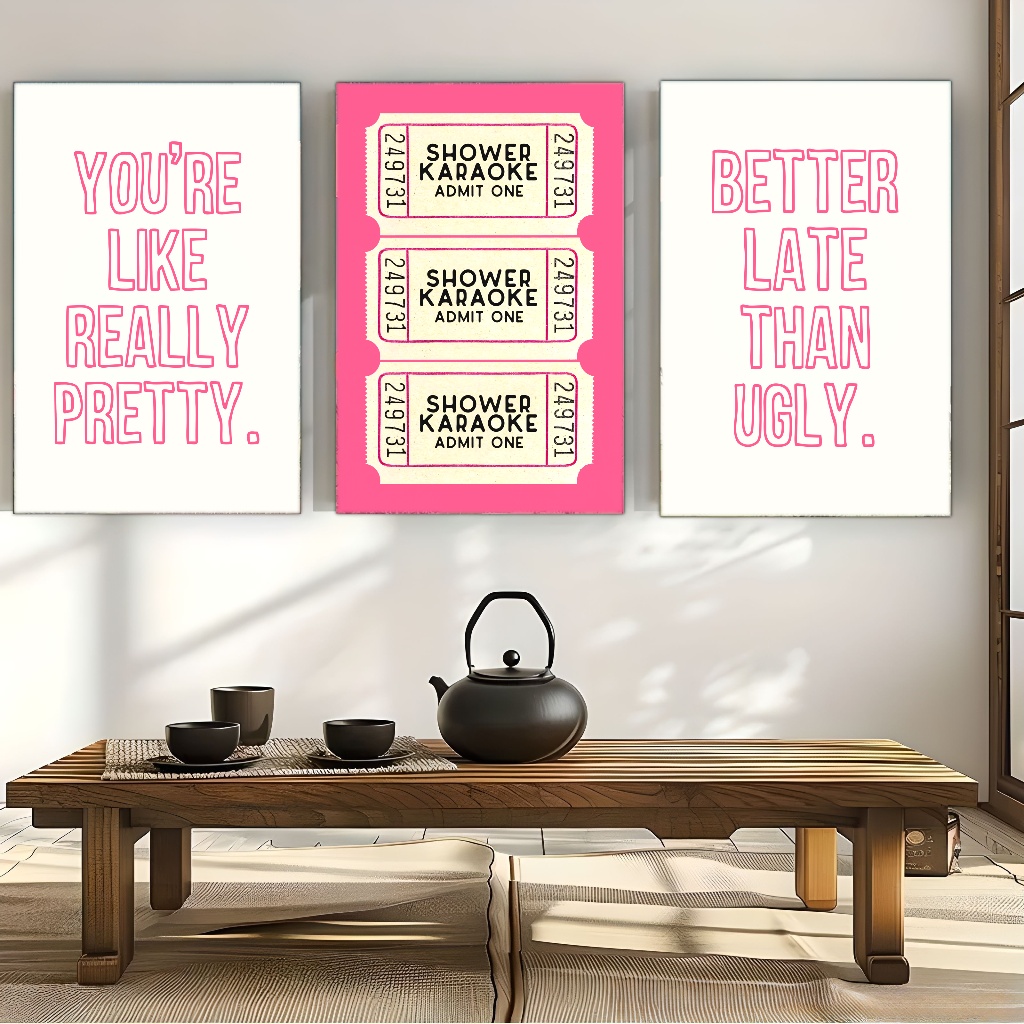 YOU'RE
LIKE
REALLY
PRETTY.
249731
SHOWER
KARAOKE
ADMIT ONE
249731
249731
SHOWER
KARAOKE
ADMIT ONE
249731
249731
SHOWER
KARAOKE
ADMIT ONE
249731
BETTER
LATE
THAN
UGLY.